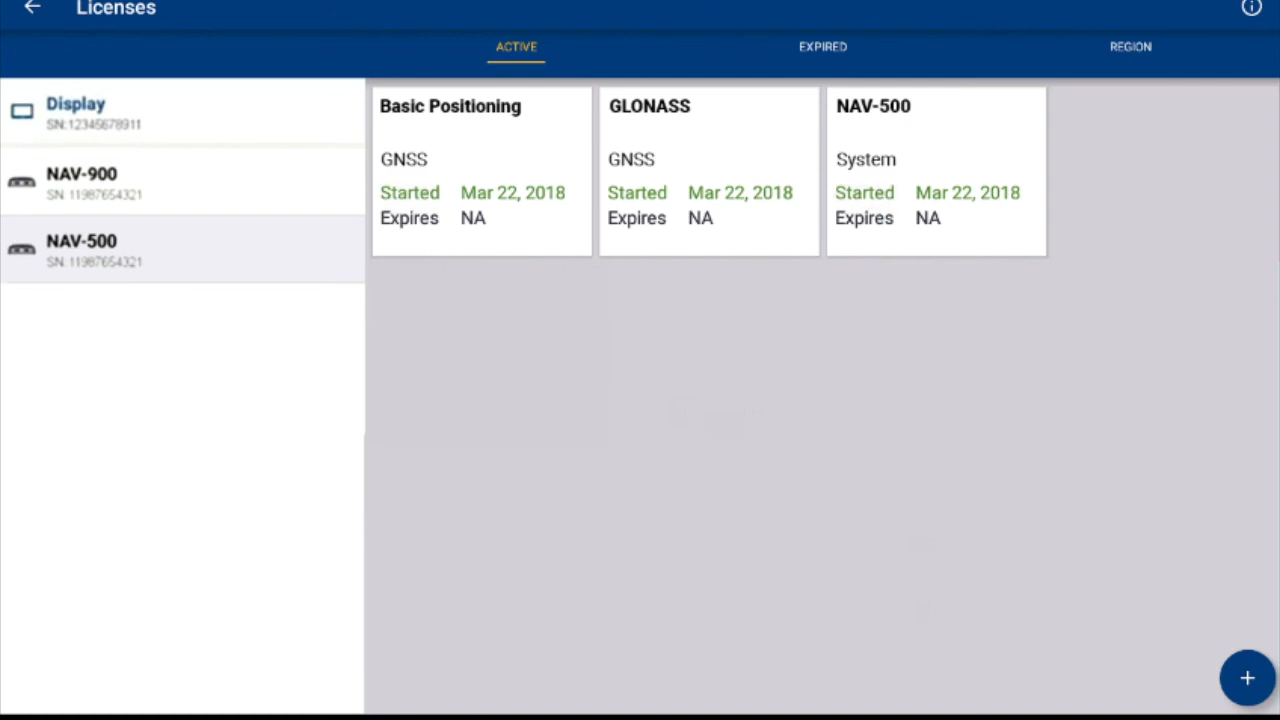 Licenses
ACTIVE
EXPIRED
REGION
Display
SN:12345678911
NAV-900
SN: 11987654321
NAV-500
SN: 11987654321
Basic Positioning
GNSS
Started Mar 22, 2018
Expires NA
GLONASS
GNSS
Started Mar 22, 2018
Expires NA
NAV-500
System
Started Mar 22, 2018
Expires NA